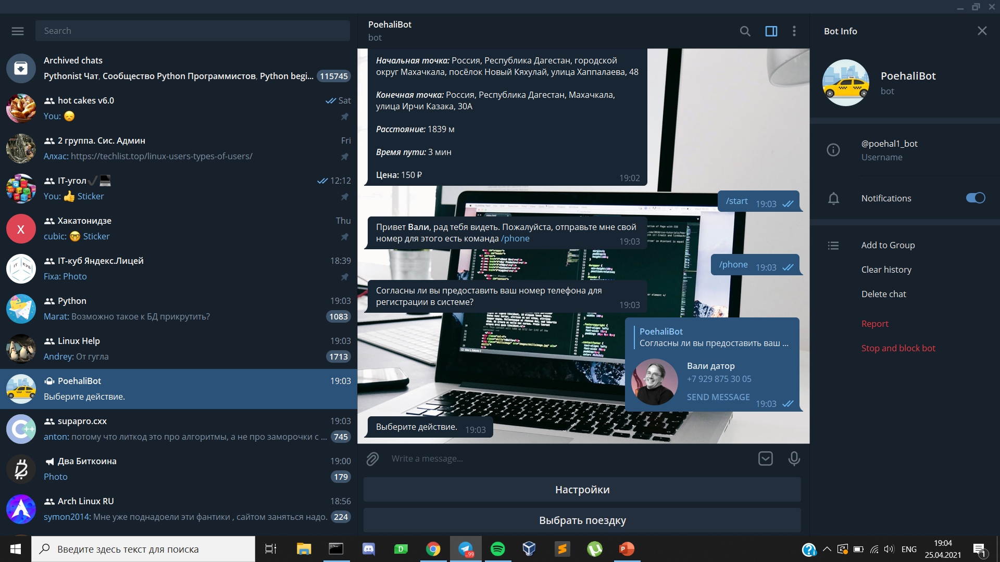 Search
Archived chats
Pythonist Чат, Сообщество Python Программистов, Python begi... 115745
hot cakes v6.0 Sat
You: 😞
2 группа. Сис. Админ Fri
Алхас: https://techlist.top/linux-users-types-of-users/
IT-угол✔💻 12:12
You: 👍 Sticker
X
Хакатонидзе Thu
cubic: 🤓 Sticker
IT-куб Яндекс.Лицей 18:39
Fixa: Photo
Python 19:03
Marat: Возможно такое к БД прикрутить? 1083
Linux Help 19:03
Andrey: От гугла 1713
PoehaliBot 19:03
Выберите действие.
supapro.cxx 19:03
anton: потому что литкод это про алгоритмы, а не про заморочки с ... 745
Два Биткоина 19:00
Photo 179
Arch Linux RU 18:56
symon2014: Мне уже поднадоели эти фантики , сайтом заняться надо. 224
PoehaliBot
bot
Начальная точка: Россия, Республика Дагестан, городской
округ Махачкала, посёлок Новый Кяхулай, улица Хаппалаева, 48
Конечная точка: Россия, Республика Дагестан, Махачкала,
улица Ирчи Казака, 30А
Расстояние: 1839 м
Время пути: 3 мин
Цена: 150 ₽ 19:02
/start 19:03
Привет Вали, рад тебя видеть. Пожалуйста, отправьте мне свой
номер для этого есть команда /phone 19:03
/phone 19:03
Согласны ли вы предоставить ваш номер телефона для
регистрации в системе? 19:03
PoehaliBot
Согласны ли вы предоставить ваш ...
Вали датор
+7 929 875 30 05
SEND MESSAGE 19:03
Выберите действие. 19:03
Write a message...
Настройки
Выбрать поездку
Bot Info
PoehaliBot
bot
@poehal1_bot
Username
Notifications
Add to Group
Clear history
Delete chat
Report
Stop and block bot
Введите здесь текст для поиска
..99
ENG
19:04
25.04.2021
1